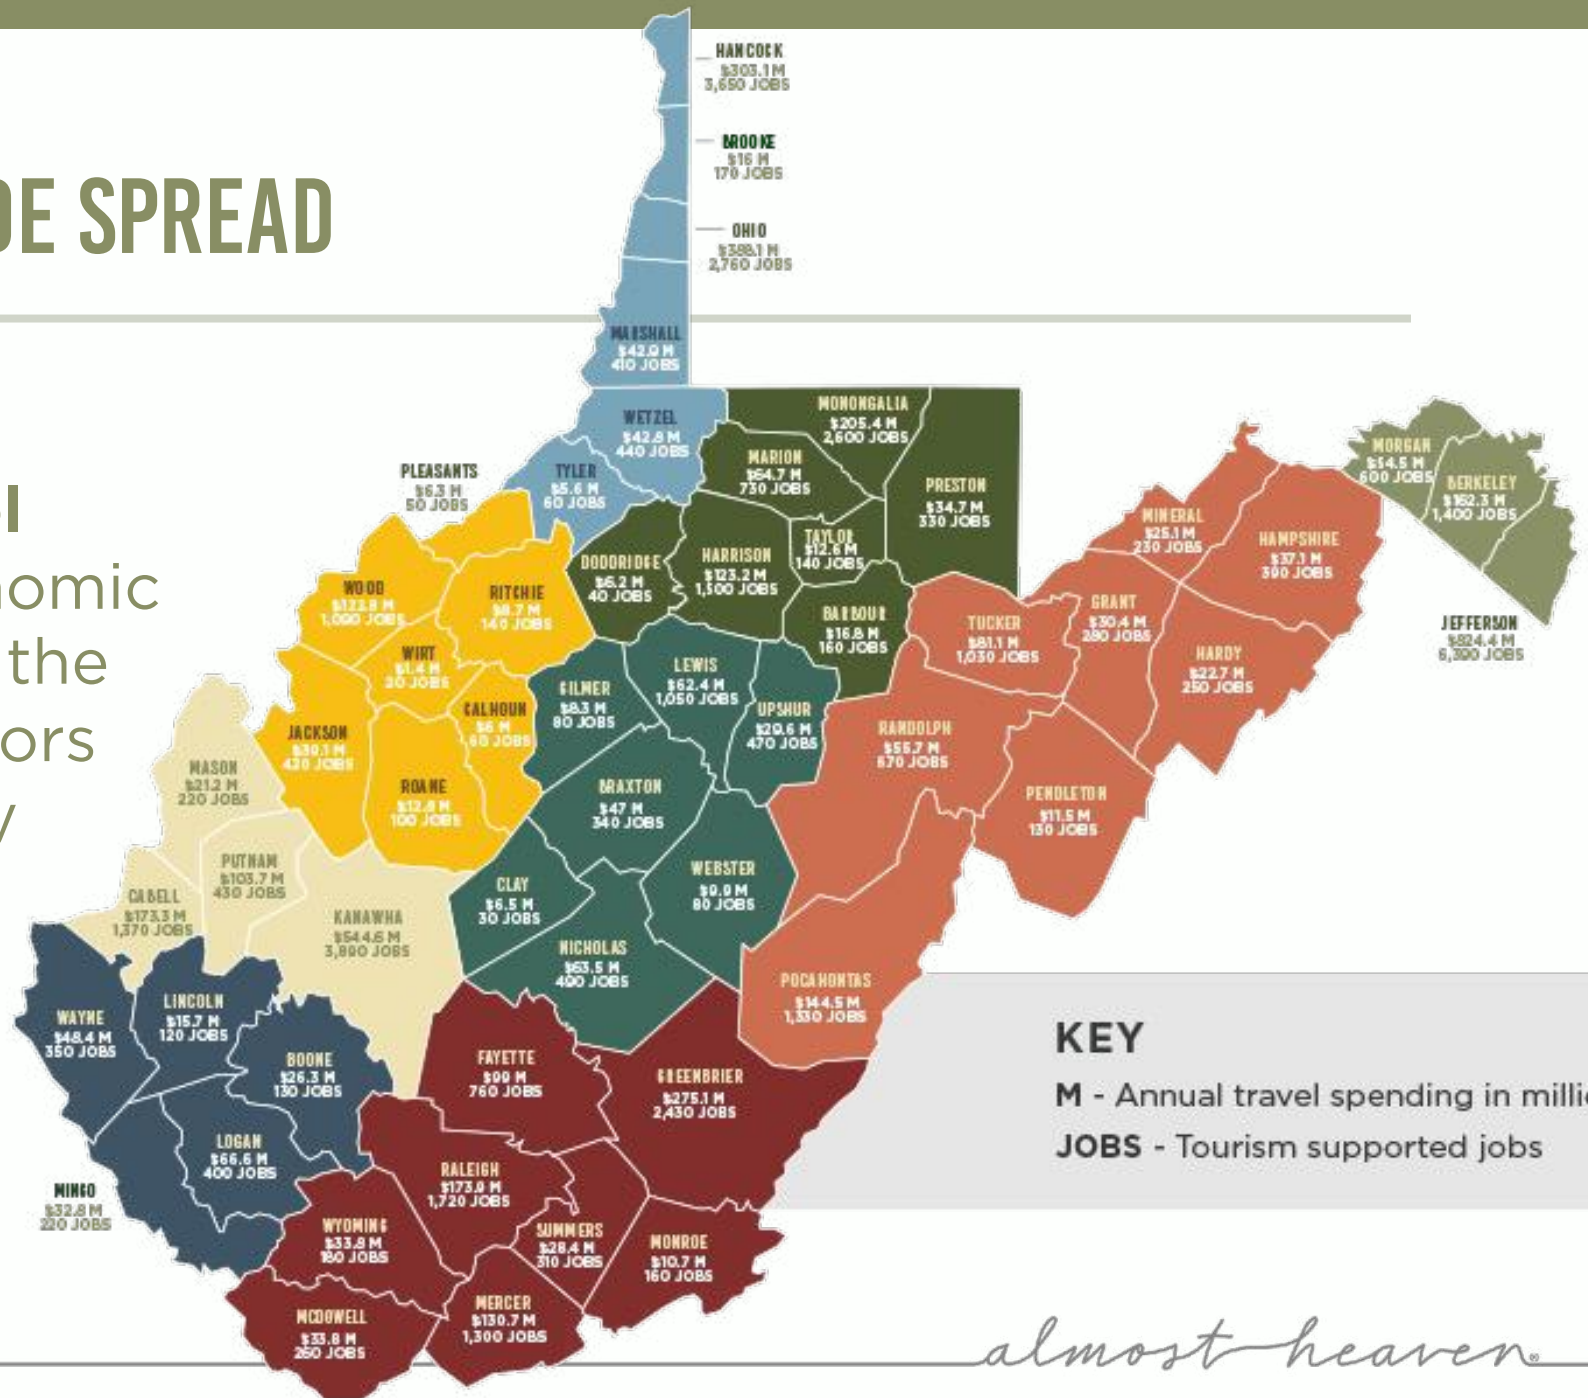 DE SPREAD
nomic
the
ors
HANCOCK
$303.1 M
3,650 JOBS
BROOKE
$16 M
170 JOBS
OHIO
2,760 JOBS
MARSHALL
$42.9 M
410 JOBS
WETZEL
$42.8 M
440 JOBS
TYLER
$5.6 M
60 JOBS
PLEASANTS
$6.3 M
50 JOBS
MONONGALIA
$205.4 M
2,600 JOBS
MARION
$64.7 M
730 JOBS
PRESTON
$34.7 M
330 JOBS
TAYLOR
$12.6 M
140 JOBS
HARRISON
$123.2 M
1,500 JOBS
DODDRIDGE
$6.2 M
40 JOBS
BARBOUR
$16.8 M
160 JOBS
MORGAN
$54.5 M
600 JOBS
BERKELEY
$162.3 M
1,400 JOBS
JEFFERSON
$824.4 M
6,390 JOBS
MINERAL
$25.1 M
230 JOBS
HAMPSHIRE
$37.1 M
390 JOBS
GRANT
$30.4 M
280 JOBS
HARDY
$22.7 M
250 JOBS
TUCKER
$81.1 M
1,030 JOBS
RANDOLPH
$55.7 M
670 JOBS
PENDLETON
$11.5 M
130 JOBS
POCAHONTAS
$144.5 M
1,330 JOBS
WOOD
$122.8 M
JOBS
RITCHIE
$8.7 M
140 JOBS
WIRT
$1.4 M
20 JOBS
CALHOUN
$6 M
60 JOBS
JACKSON
$30.1 M
420 JOBS
ROANE
100 JOBS
GILMER
$8.3 M
80 JOBS
LEWIS
$62.4 M
1,050 JOBS
UPSHUR
$29.6 M
470 JOBS
BRAXTON
$47 M
340 JOBS
WEBSTER
$9.9 M
80 JOBS
CLAY
$6.5 M
30 JOBS
NICHOLAS
$63.5 M
490 JOBS
MASON
$21.2 M
220 JOBS
PUTNAM
$103.7 M
430 JOBS
CABELL
$173.3 M
1,370 JOBS
KANAWHA
$544.6 M
3,890 JOBS
WAYNE
$48.4 M
350 JOBS
LINCOLN
$15.7 M
120 JOBS
BOONE
$26.3 M
130 JOBS
LOGAN
$66.6 M
400 JOBS
MINGO
$32.8 M
220 JOBS
FAYETTE
$99 M
760 JOBS
GREENBRIER
$275.1 M
2,430 JOBS
RALEIGH
$173.9 M
1,720 JOBS
WYOMING
JOBS
SUMMERS
$28.4 M
310 JOBS
MONROE
$10.7 M
160 JOBS
MCDOWELL
$33.8 M
260 JOBS
MERCER
$130.7 M
1,300 JOBS
KEY
M - Annual travel spending in milli
JOBS - Tourism supported jobs
almost heaven®